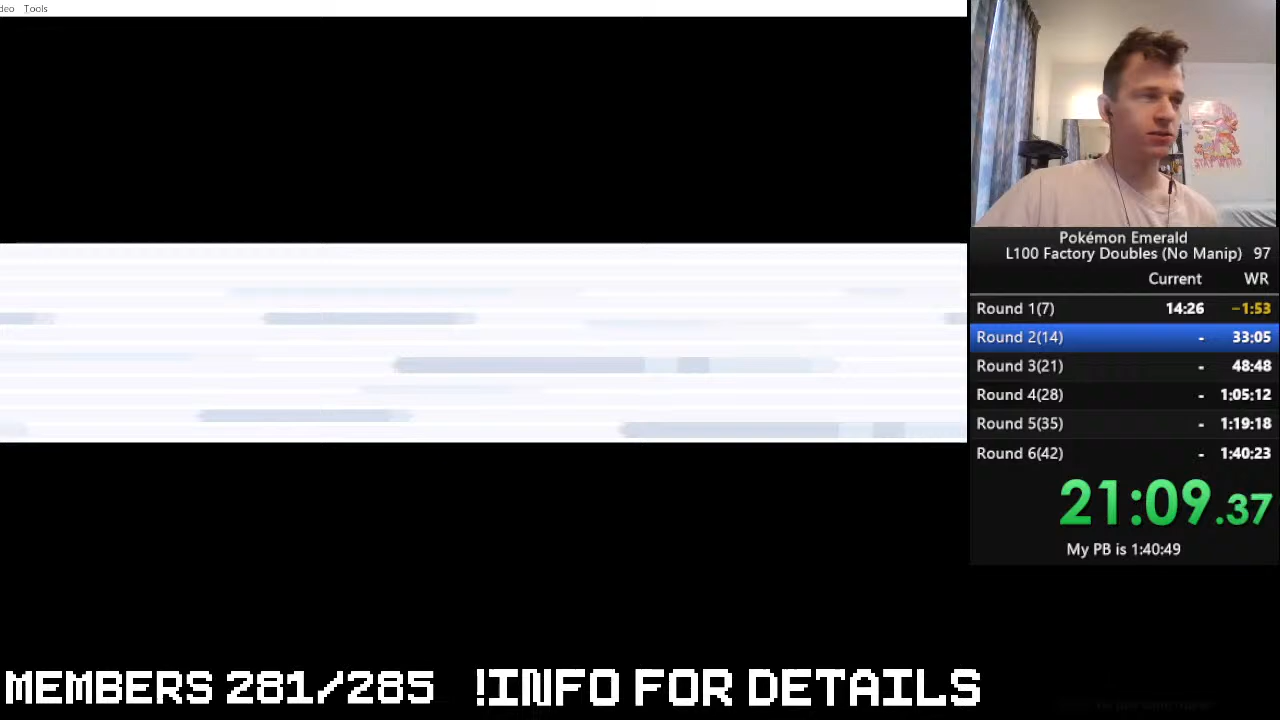 deo Tools
Pokémon Emerald
L100 Factory Doubles (No Manip) 97
Current WR
Round 1(7) 14:26 −1:53
Round 2(14) - 33:05
Round 3(21) - 48:48
Round 4(28) - 1:05:12
Round 5(35) - 1:19:18
Round 6(42) - 1:40:23
21:09.37
My PB is 1:40:49
MEMBERS 281/285 !INFO FOR DETAILS